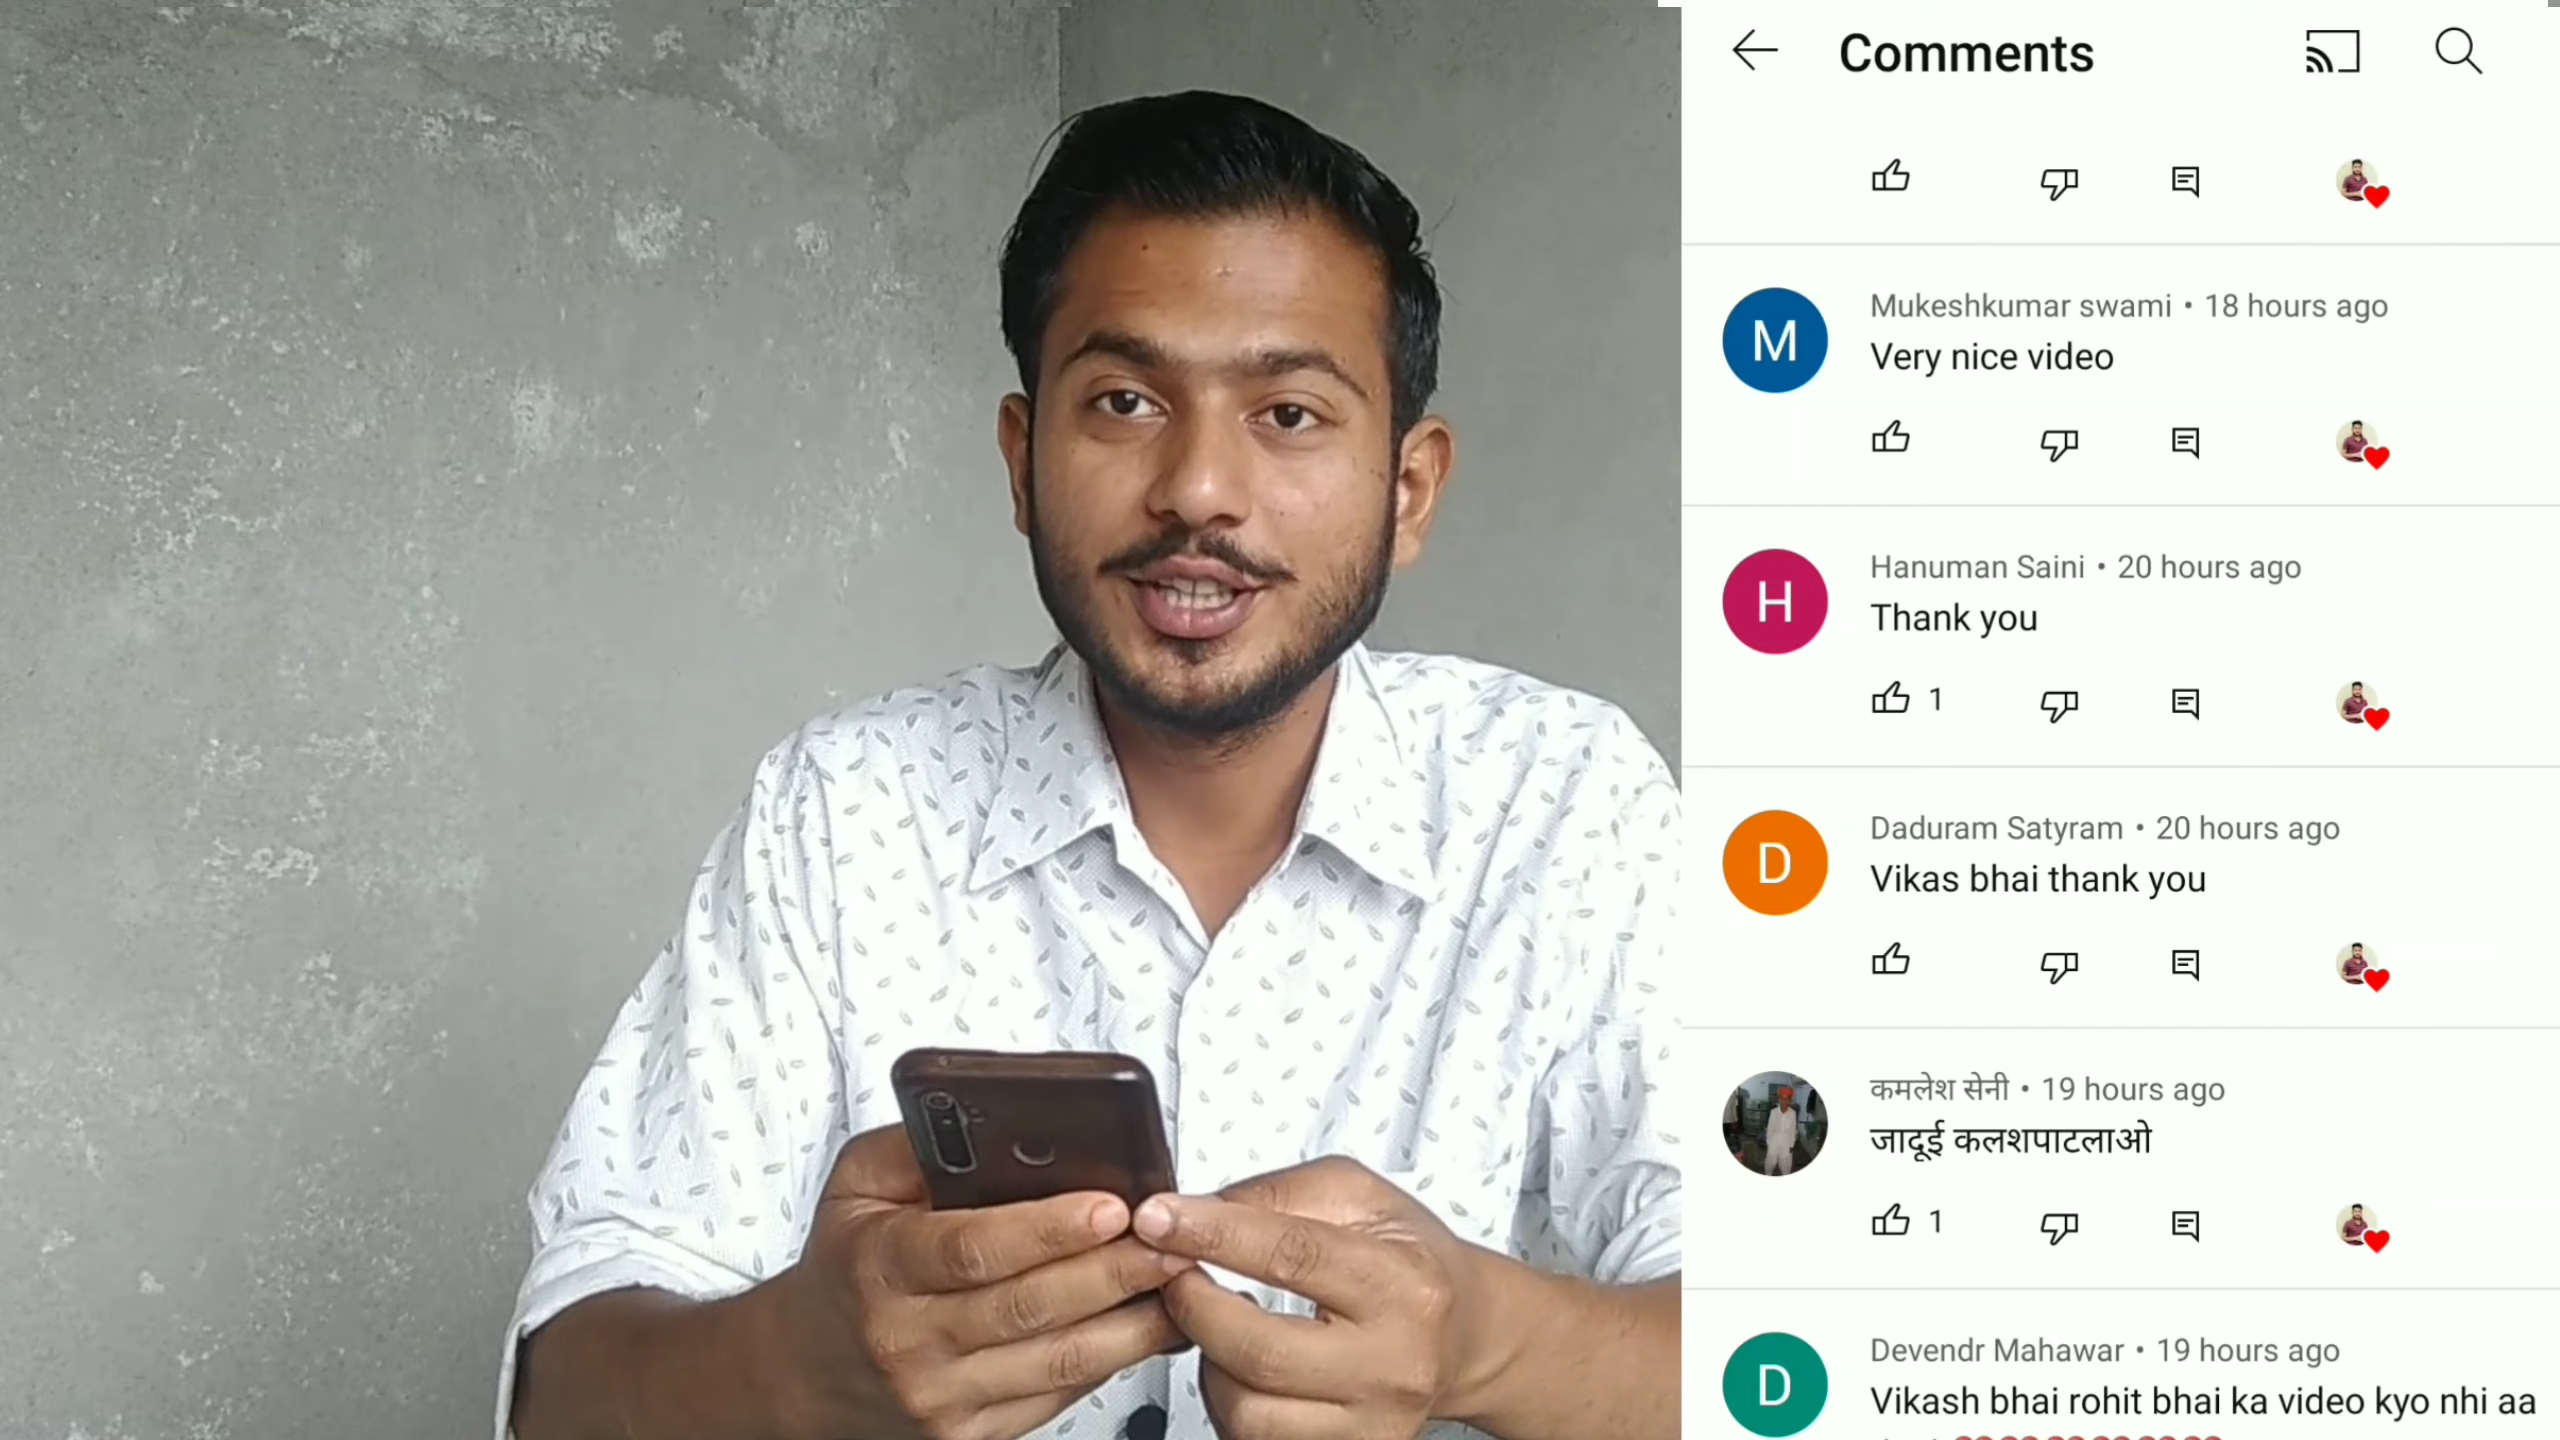 Comments
M
Mukeshkumar swami • 18 hours ago
Very nice video
H
Hanuman Saini • 20 hours ago
Thank you
1
D
Daduram Satyram • 20 hours ago
Vikas bhai thank you
कमलेश सेनी • 19 hours ago
जादूई कलशपाटलाओ
1
D
Devendr Mahawar • 19 hours ago
Vikash bhai rohit bhai ka video kyo nhi aa